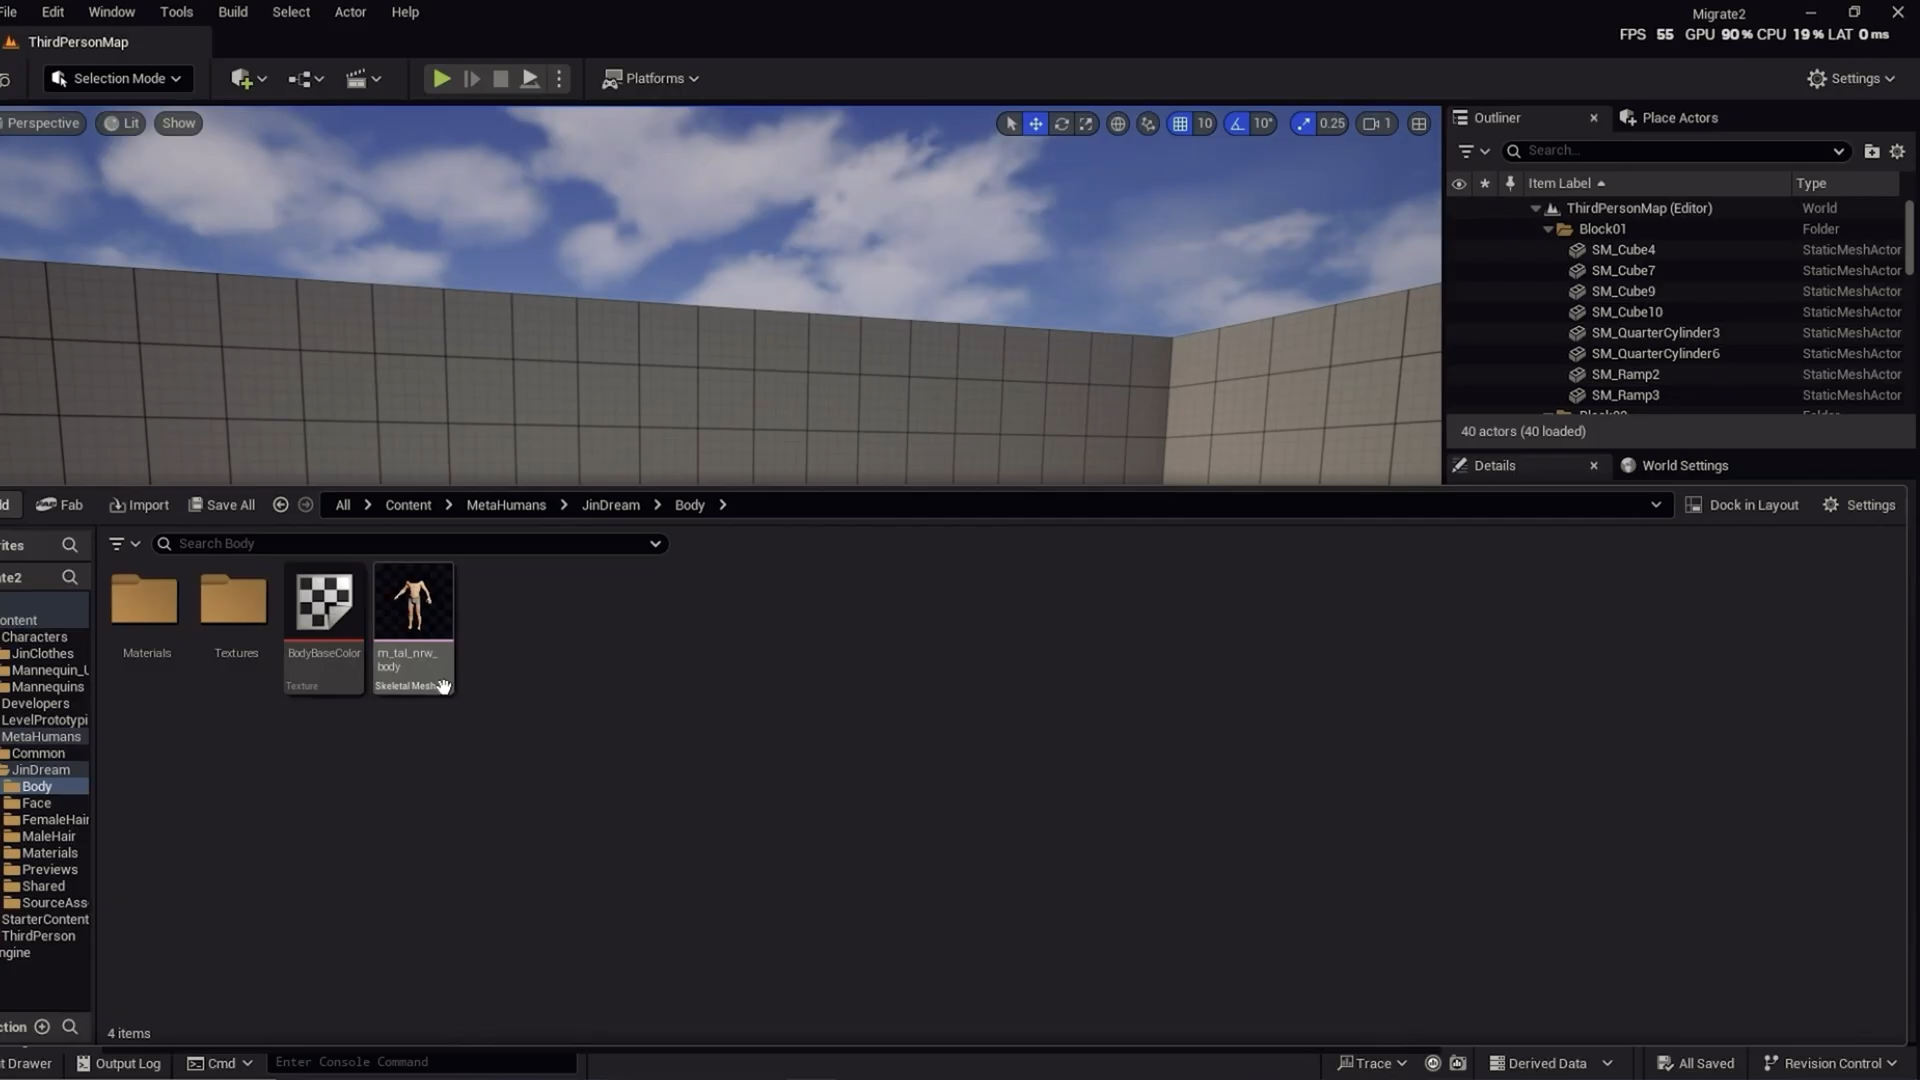 File Edit Window Tools Build Select Actor Help
Migrate2
FPS 55 GPU 90% CPU 19% LAT 0 ms
ThirdPersonMap
Selection Mode
Platforms
Settings
Perspective Lit Show
10 10° 0.25 1
Outliner Place Actors
Search...
Item Label Type
ThirdPersonMap (Editor) World
Block01 Folder
SM_Cube4 StaticMeshActor
SM_Cube7 StaticMeshActor
SM_Cube9 StaticMeshActor
SM_Cube10 StaticMeshActor
SM_QuarterCylinder3 StaticMeshActor
SM_QuarterCylinder6 StaticMeshActor
SM_Ramp2 StaticMeshActor
SM_Ramp3 StaticMeshActor
40 actors (40 loaded)
Details World Settings
ld Fab Import Save All All Content MetaHumans JinDream Body Dock in Layout Settings
rites
Search Body
te2
ontent
Characters
JinClothes
Mannequin_U
Mannequins
Developers
LevelPrototypi
MetaHumans
Common
JinDream
Body
Face
FemaleHair
MaleHair
Materials
Previews
Shared
SourceAss
StarterContent
ThirdPerson
ngine
Materials Textures
BodyBaseColor
Texture
m_tal_nrw_
body
Skeletal Mesh
ction
4 items
t Drawer Output Log Cmd Enter Console Command Trace Derived Data All Saved Revision Control